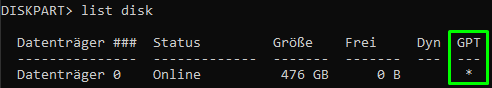 DISKPART> list disk
Datenträger ### Status Größe Frei Dyn GPT
--------------- ------------- ------- ------- --- ---
Datenträger 0 Online 476 GB 0 B *